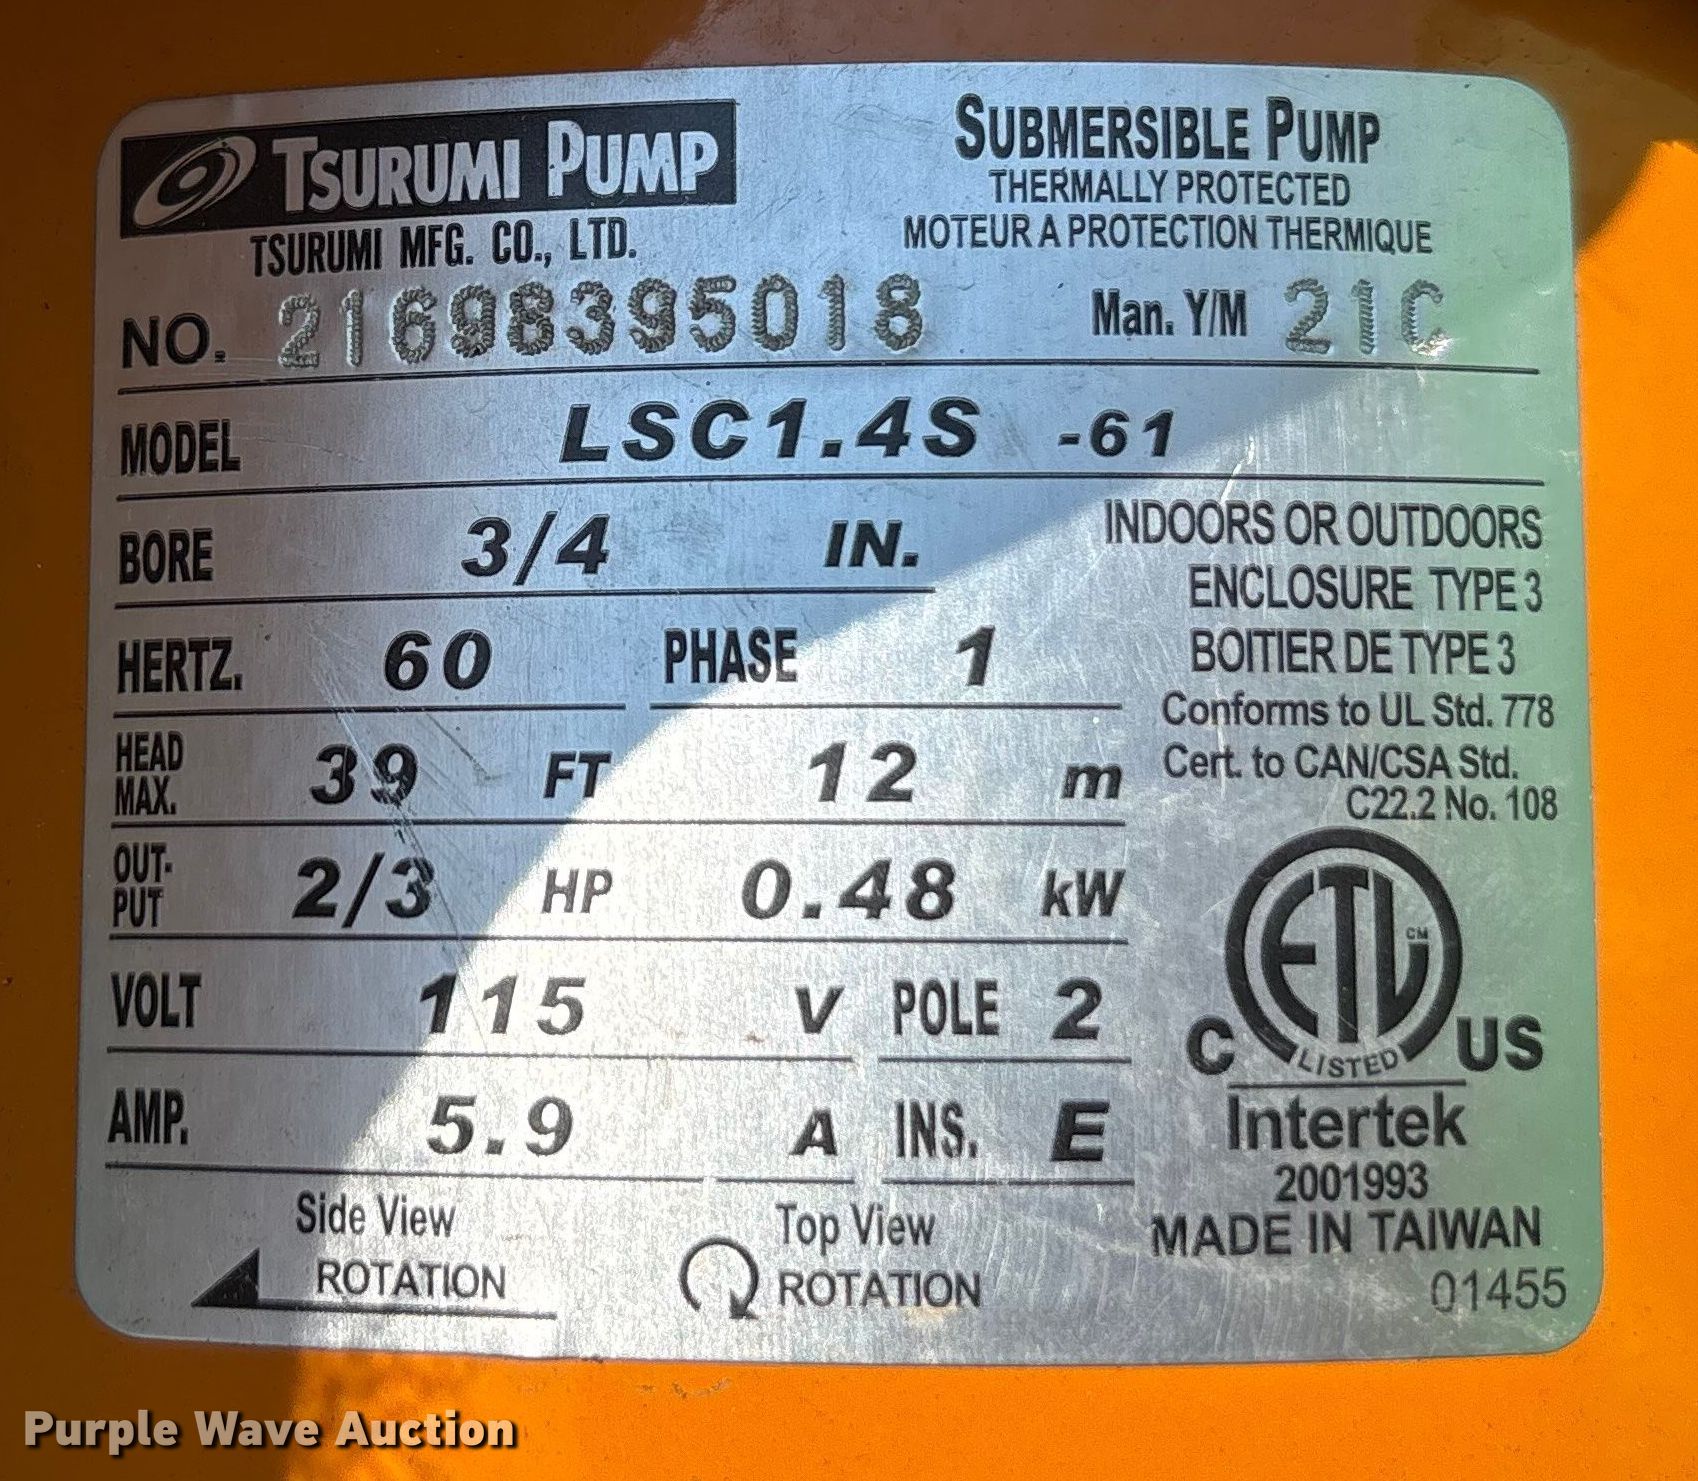 TSURUMI PUMP
TSURUMI MFG. CO., LTD.
SUBMERSIBLE PUMP
THERMALLY PROTECTED
MOTEUR A PROTECTION THERMIQUE
NO. 21698395018 Man. Y/M 21C
MODEL LSC1.4S -61
BORE 3/4 IN.
HERTZ. 60 PHASE 1
HEAD MAX. 39 FT 12 m
OUT-PUT 2/3 HP 0.48 kW
VOLT 115 V POLE 2
AMP. 5.9 A INS. E
Side View
ROTATION
Top View
ROTATION
INDOORS OR OUTDOORS
ENCLOSURE TYPE 3
BOITIER DE TYPE 3
Conforms to UL Std. 778
Cert. to CAN/CSA Std.
C22.2 No. 108
ETL CM
LISTED
C US
Intertek
2001993
MADE IN TAIWAN
01455
Purple Wave Auction